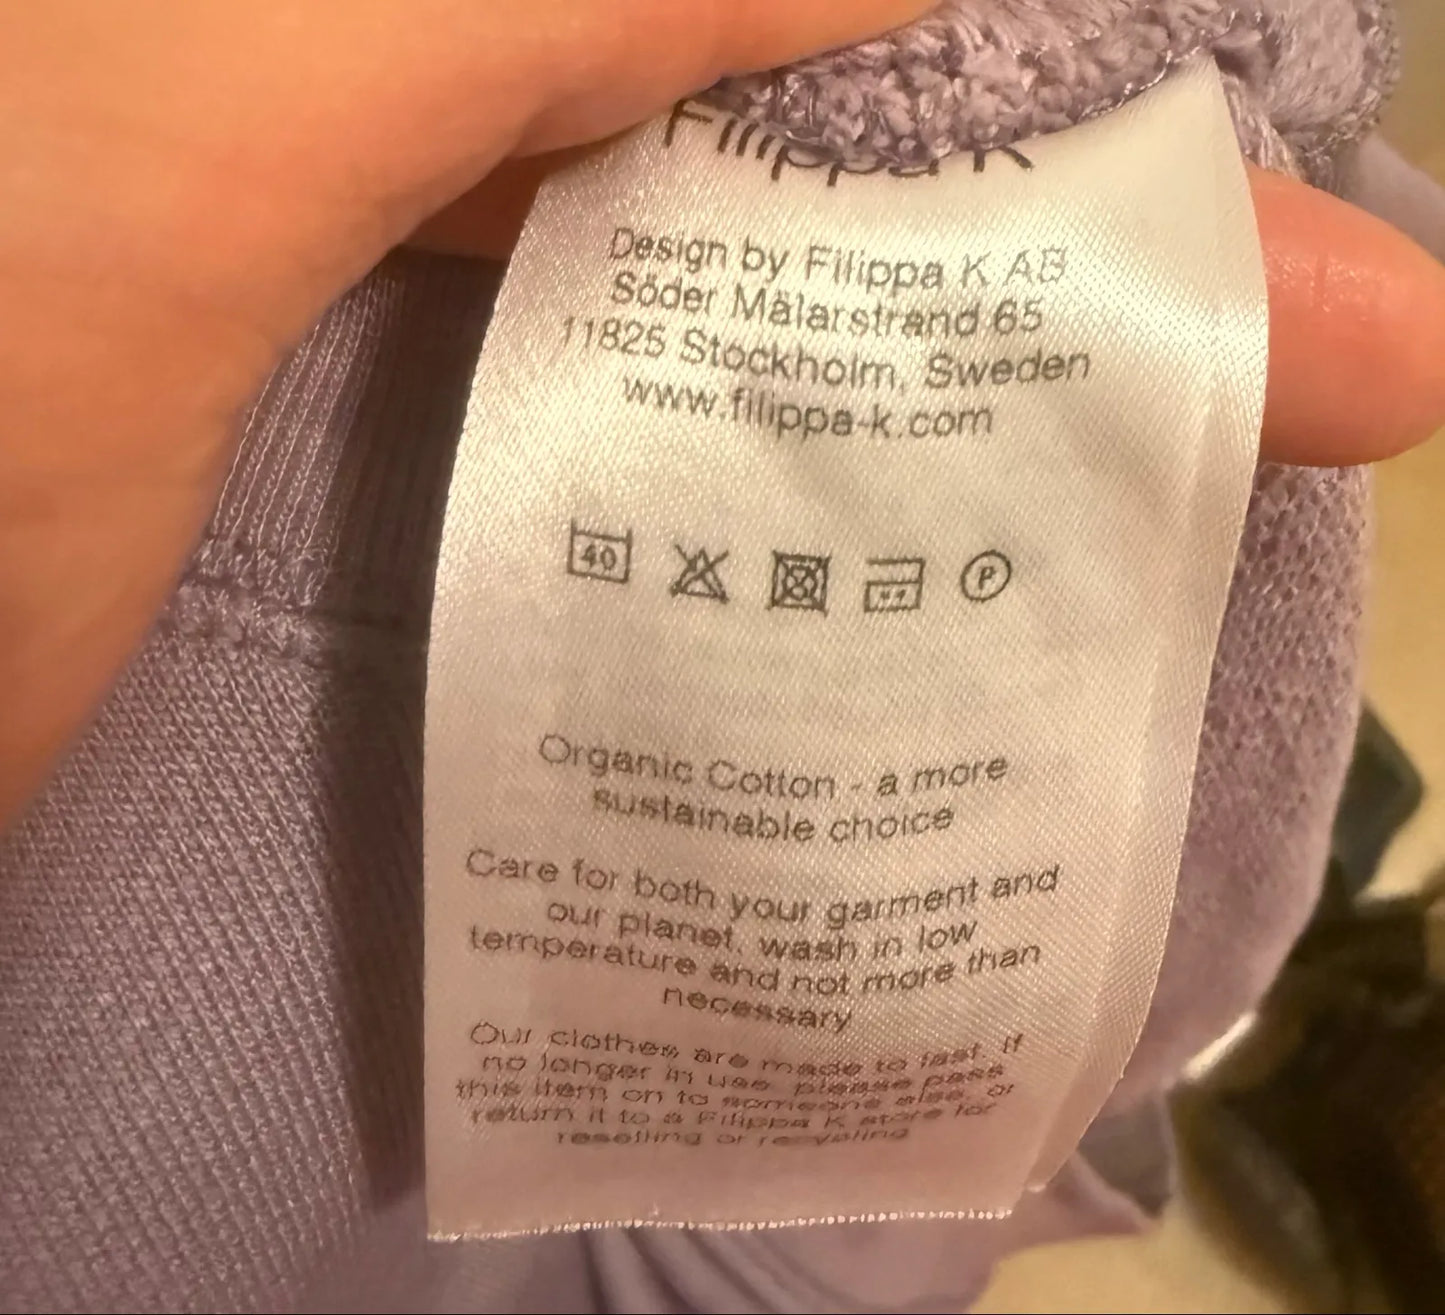 Filippa K
Design by Filippa K AB
Söder Mälarstrand 65
11825 Stockholm, Sweden
www.filippa-k.com
40
P
Organic Cotton - a more
sustainable choice
Care for both your garment and
our planet, wash in low
temperature and not more than
necessary
Our clothes are made to last. If
no longer in use please pass
this item on to someone else, or
return it to a Filippa K store for
reselling or recycling